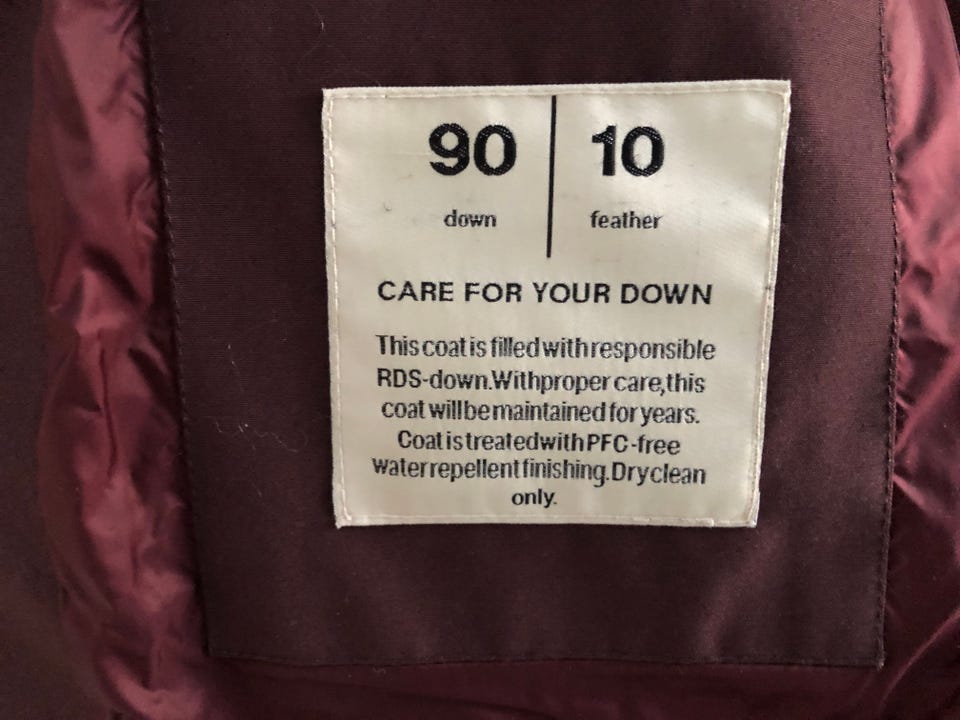 90 | 10
down feather
CARE FOR YOUR DOWN
This coat is filled with responsible
RDS-down. With proper care, this
coat will be maintained for years.
Coat is treated with PFC-free
water repellent finishing. Dry clean
only.